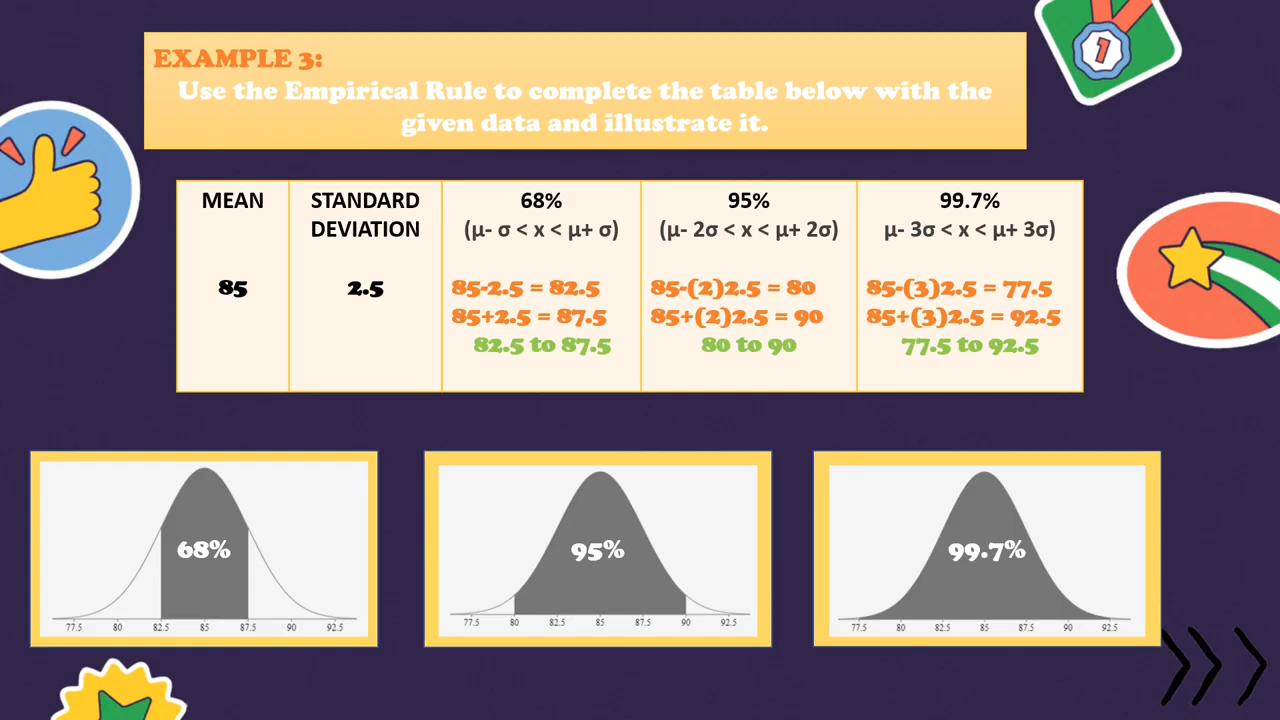 1
EXAMPLE 3:
Use the Empirical Rule to complete the table below with the
given data and illustrate it.
MEAN
85
STANDARD
DEVIATION
2.5
68%
(μ- σ < x < μ+ σ)
85-2.5 = 82.5
85+2.5 = 87.5
82.5 to 87.5
95%
(μ- 2σ < x < μ+ 2σ)
85-(2)2.5 = 80
85+(2)2.5 = 90
80 to 90
99.7%
μ- 3σ < x < μ+ 3σ)
85-(3)2.5 = 77.5
85+(3)2.5 = 92.5
77.5 to 92.5
68%
77.5 80 82.5 85 87.5 90 92.5
95%
77.5 80 82.5 85 87.5 90 92.5
99.7%
77.5 80 82.5 85 87.5 90 92.5